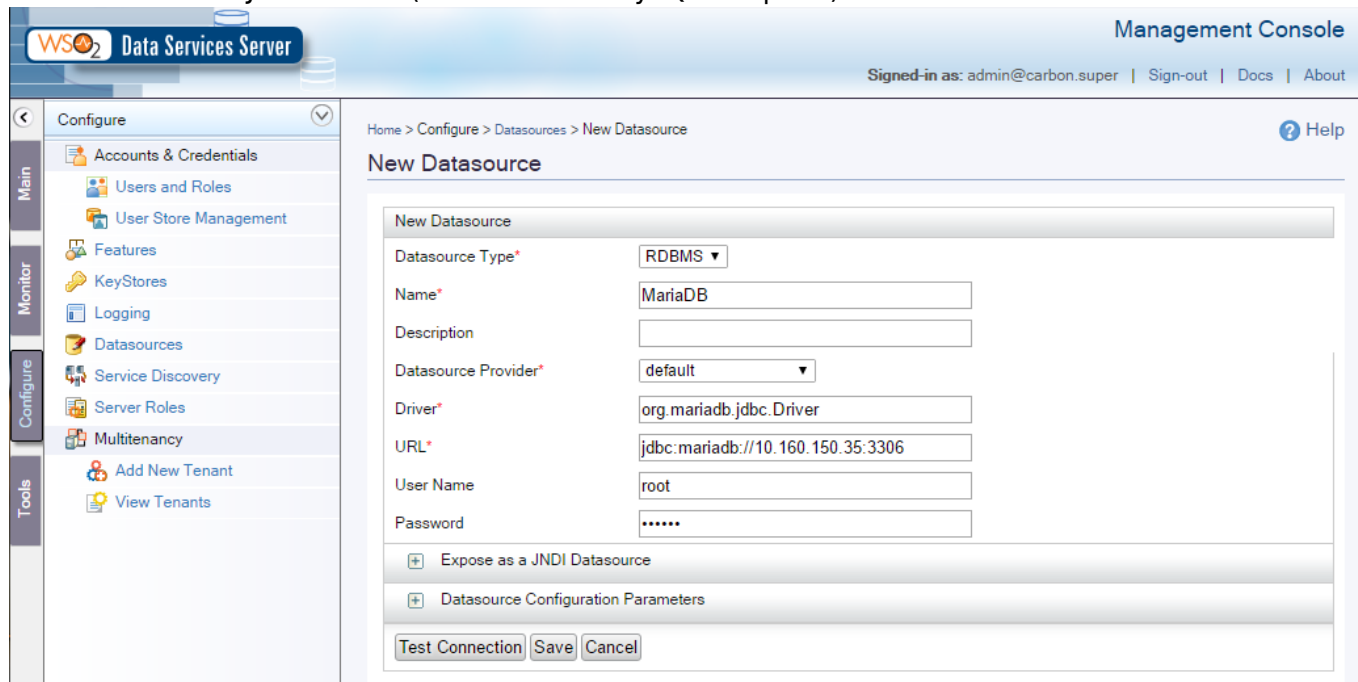 WSO2 Data Services Server
Management Console
Signed-in as: admin@carbon.super | Sign-out | Docs | About
Main
Monitor
Configure
Tools
Configure
Accounts & Credentials
Users and Roles
User Store Management
Features
KeyStores
Logging
Datasources
Service Discovery
Server Roles
Multitenancy
Add New Tenant
View Tenants
Home > Configure > Datasources > New Datasource
Help
New Datasource
New Datasource
Datasource Type* RDBMS
Name* MariaDB
Description
Datasource Provider* default
Driver* org.mariadb.jdbc.Driver
URL* jdbc:mariadb://10.160.150.35:3306
User Name root
Password ••••••
Expose as a JNDI Datasource
Datasource Configuration Parameters
Test Connection Save Cancel